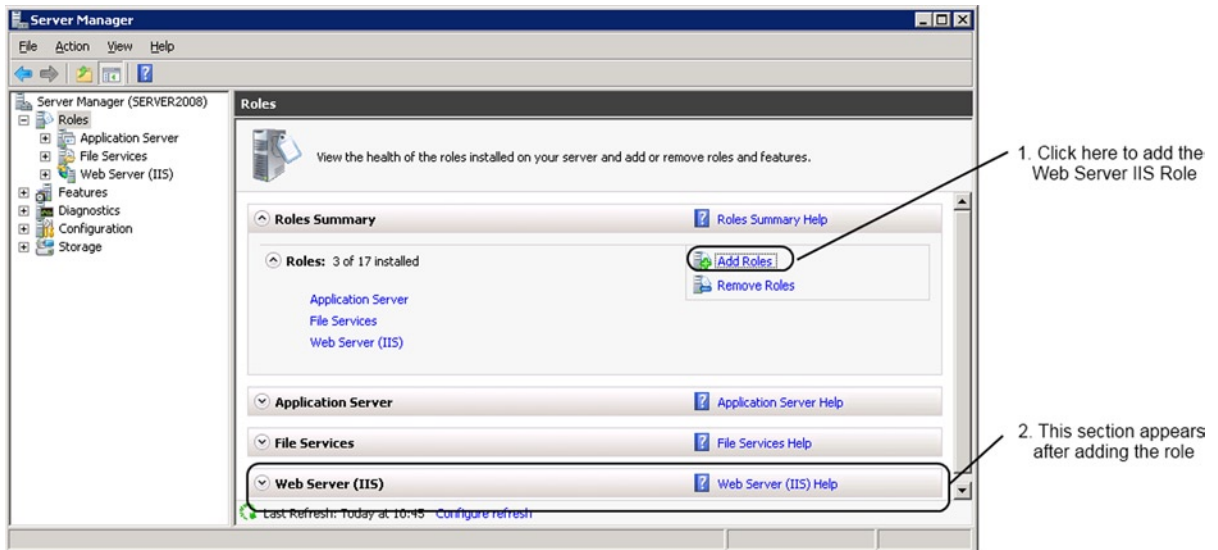 Server Manager
File Action View Help
Server Manager (SERVER2008)
Roles
Application Server
File Services
Web Server (IIS)
Features
Diagnostics
Configuration
Storage
Roles
View the health of the roles installed on your server and add or remove roles and features.
Roles Summary
Roles Summary Help
Roles: 3 of 17 installed
Add Roles
Remove Roles
Application Server
File Services
Web Server (IIS)
Application Server
Application Server Help
File Services
File Services Help
Web Server (IIS)
Web Server (IIS) Help
Last Refresh: Today at 10:45 Configure refresh
1. Click here to add the
Web Server IIS Role
2. This section appears
after adding the role